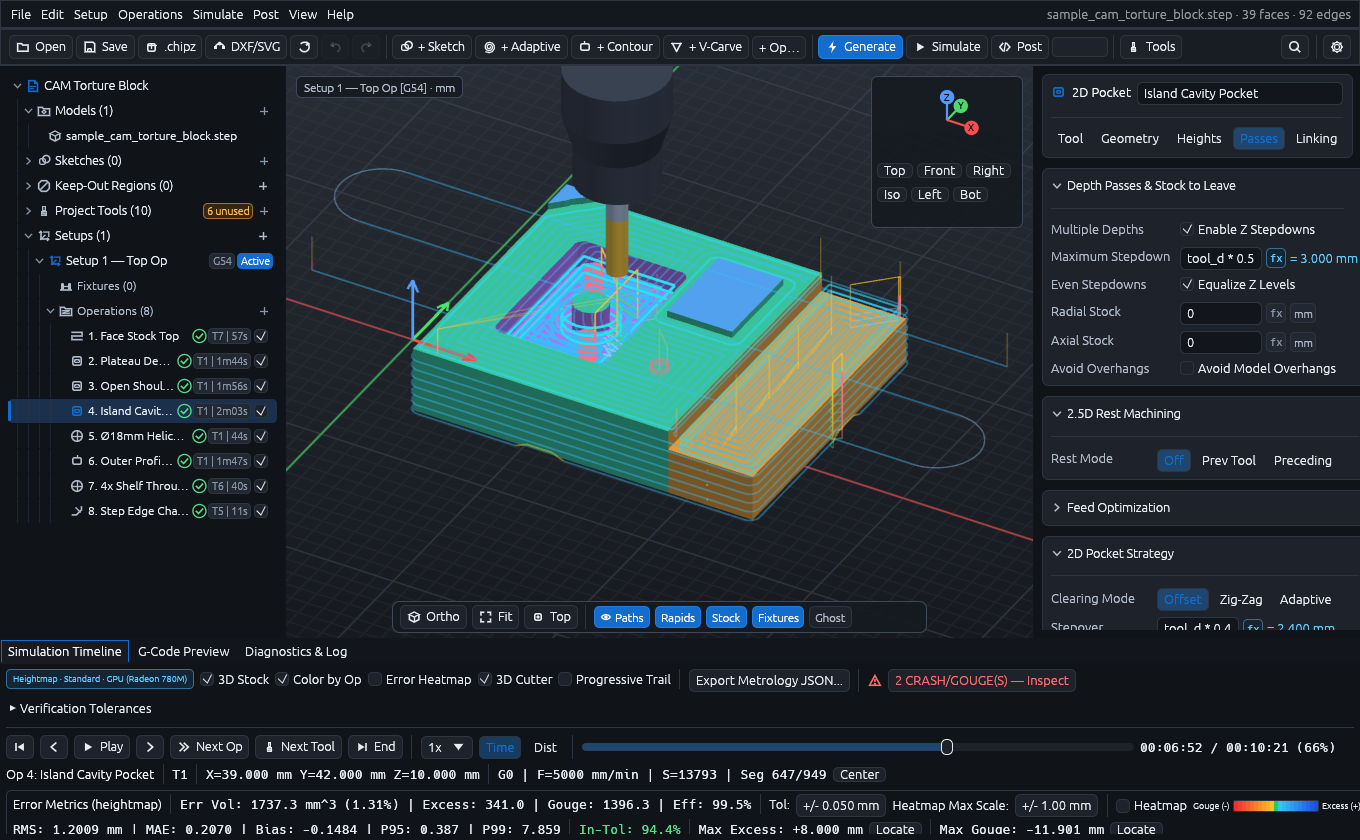 File Edit Setup Operations Simulate Post View Help
sample_cam_torture_block.step · 39 faces · 92 edges
Open Save .chipz DXF/SVG + Sketch + Adaptive + Contour + V-Carve + Op... Generate Simulate Post Tools
CAM Torture Block
Models (1) +
sample_cam_torture_block.step
Sketches (0) +
Keep-Out Regions (0) +
Project Tools (10) 6 unused +
Setups (1) +
Setup 1 — Top Op G54 Active
Fixtures (0)
Operations (8) +
1. Face Stock Top T7 | 57s
2. Plateau De... T1 | 1m44s
3. Open Shoul... T1 | 1m56s
4. Island Cavit... T1 | 2m03s
5. Ø18mm Helic... T1 | 44s
6. Outer Profi... T1 | 1m47s
7. 4x Shelf Throu... T6 | 40s
8. Step Edge Cha... T5 | 11s
Setup 1 — Top Op [G54] · mm
Z Y X
Top Front Right
Iso Left Bot
Ortho Fit Top Paths Rapids Stock Fixtures Ghost
2D Pocket Island Cavity Pocket
Tool Geometry Heights Passes Linking
Depth Passes & Stock to Leave
Multiple Depths Enable Z Stepdowns
Maximum Stepdown tool_d * 0.5 fx = 3.000 mm
Even Stepdowns Equalize Z Levels
Radial Stock 0 fx mm
Axial Stock 0 fx mm
Avoid Overhangs Avoid Model Overhangs
2.5D Rest Machining
Rest Mode Off Prev Tool Preceding
Feed Optimization
2D Pocket Strategy
Clearing Mode Offset Zig-Zag Adaptive
Stepover tool_d * 0.4 fx = 2.400 mm
Simulation Timeline G-Code Preview Diagnostics & Log
Heightmap · Standard · GPU (Radeon 780M) 3D Stock Color by Op Error Heatmap 3D Cutter Progressive Trail Export Metrology JSON... 2 CRASH/GOUGE(S) — Inspect
Verification Tolerances
Play Next Op Next Tool End 1x Time Dist 00:06:52 / 00:10:21 (66%)
Op 4: Island Cavity Pocket T1 X=39.000 mm Y=42.000 mm Z=10.000 mm G0 | F=5000 mm/min | S=13793 | Seg 647/949 Center
Error Metrics (heightmap) Err Vol: 1737.3 mm^3 (1.31%) | Excess: 341.0 | Gouge: 1396.3 | Eff: 99.5% Tol: +/- 0.050 mm Heatmap Max Scale: +/- 1.00 mm Heatmap Gouge (-) Excess (+)
RMS: 1.2009 mm | MAE: 0.2070 | Bias: -0.1484 | P95: 0.387 | P99: 7.859 In-Tol: 94.4% Max Excess: +8.000 mm Locate Max Gouge: -11.901 mm Locate